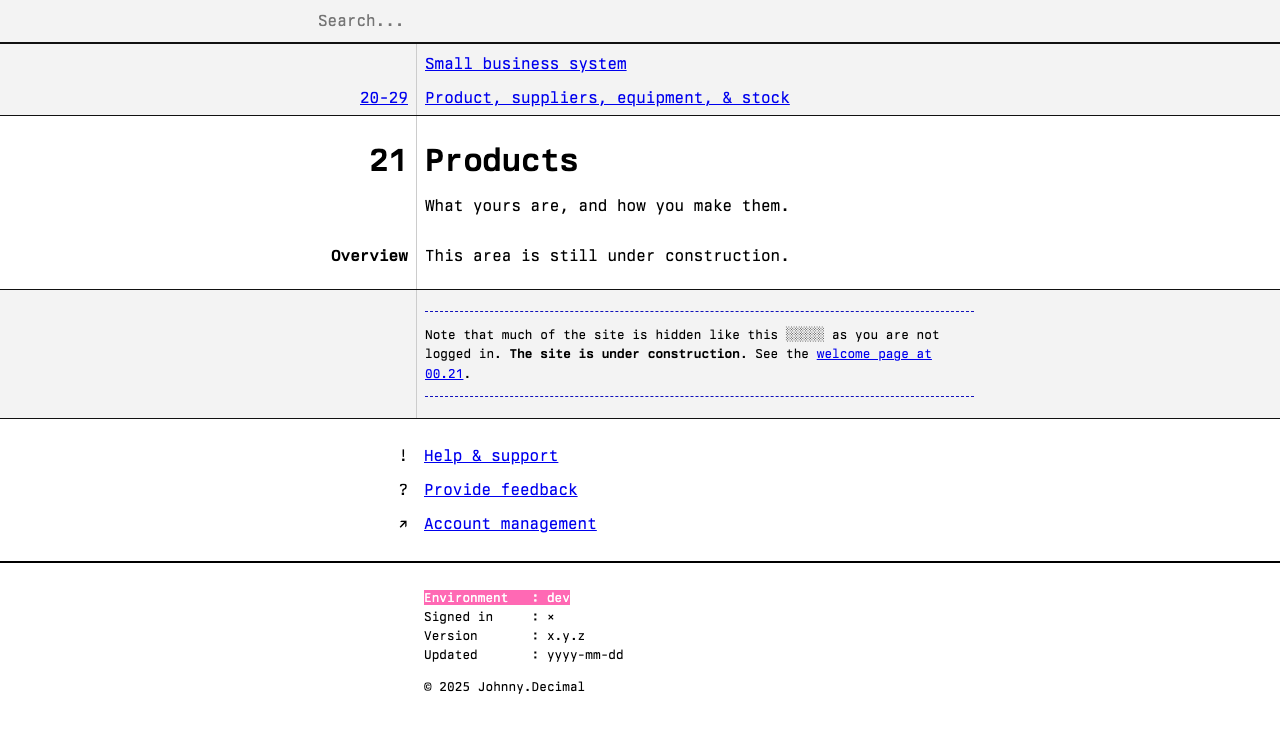 Search...
Small business system
20-29 Product, suppliers, equipment, & stock
21 Products
What yours are, and how you make them.
Overview This area is still under construction.
Note that much of the site is hidden like this ░░░░░ as you are not
logged in. The site is under construction. See the welcome page at
00.21.
! Help & support
? Provide feedback
↗ Account management
Environment : dev
Signed in : ×
Version : x.y.z
Updated : yyyy-mm-dd
© 2025 Johnny.Decimal